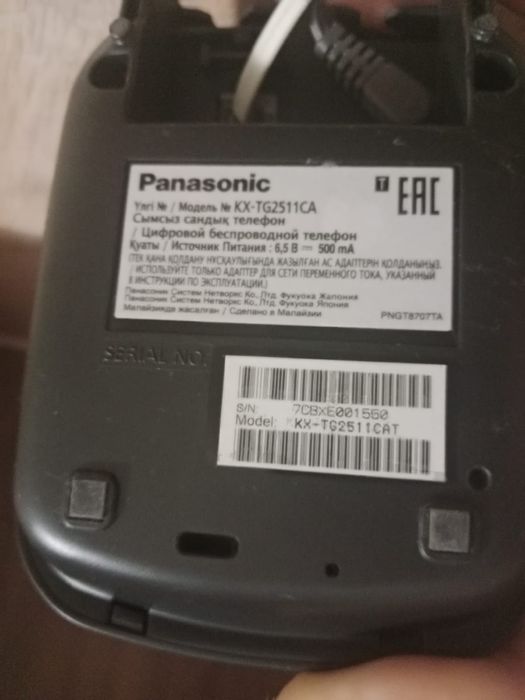 Panasonic
T EAC
Үлгі № / Модель № KX-TG2511CA
Сымсыз сандық телефон
/ Цифровой беспроводной телефон
Қуаты / Источник Питания : 6,5 В ⎓ 500 mA
(ТЕК ҚАНА ҚОЛДАНУ НҰСҚАУЛЫҒЫНДА ЖАЗЫЛҒАН АС АДАПТЕРІН ҚОЛДАНЫҢЫЗ.
/ ИСПОЛЬЗУЙТЕ ТОЛЬКО АДАПТЕР ДЛЯ СЕТИ ПЕРЕМЕННОГО ТОКА, УКАЗАННЫЙ
В ИНСТРУКЦИИ ПО ЭКСПЛУАТАЦИИ.)
Панасоник Систем Нетворкс Ко., Лтд. Фукуока Жапония
Панасоник Систем Нетворкс Ко., Лтд. Фукуока Япония
Малайзияда жасалған / Сделано в Малайзии
PNGT8707TA
SERIAL NO.
S/N: 7CBXE001560
Model: KX-TG2511CAT